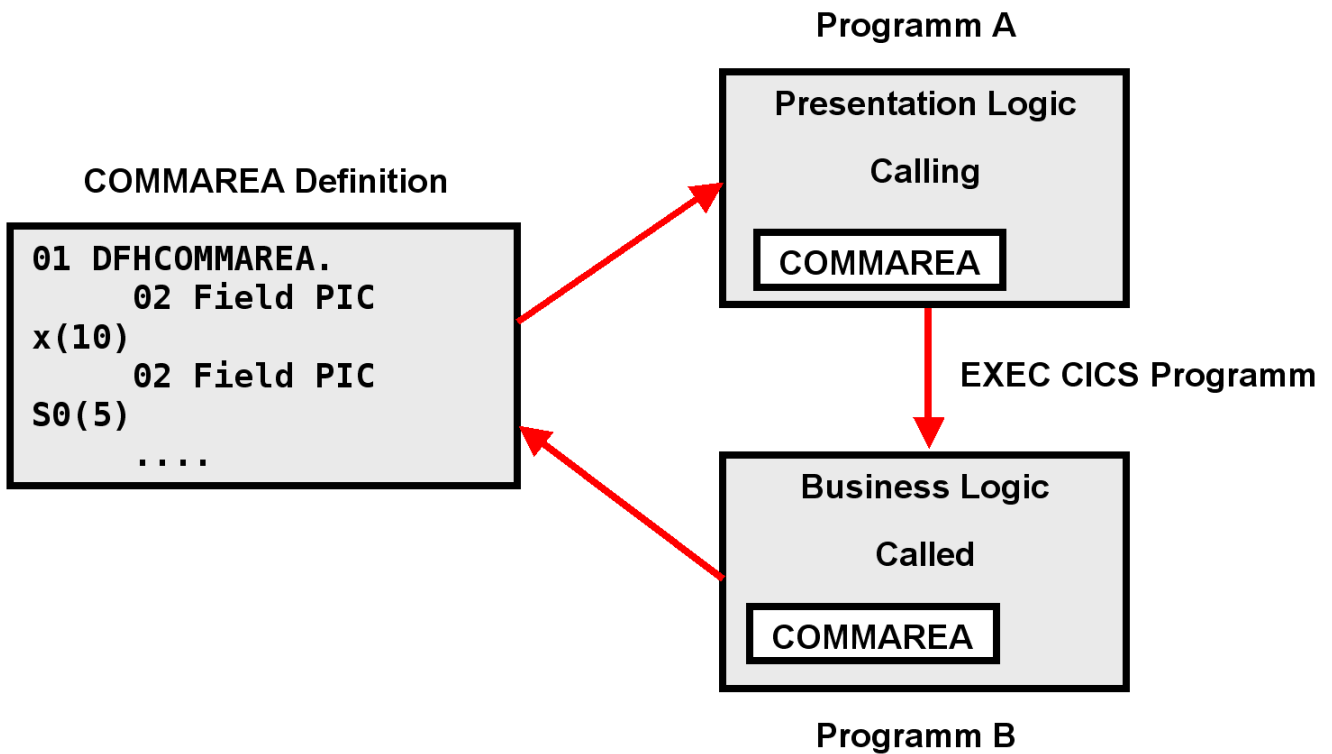 Programm A
Presentation Logic
Calling
COMMAREA
COMMAREA Definition
01 DFHCOMMAREA.
02 Field PIC
x(10)
02 Field PIC
S0(5)
....
EXEC CICS Programm
Business Logic
Called
COMMAREA
Programm B